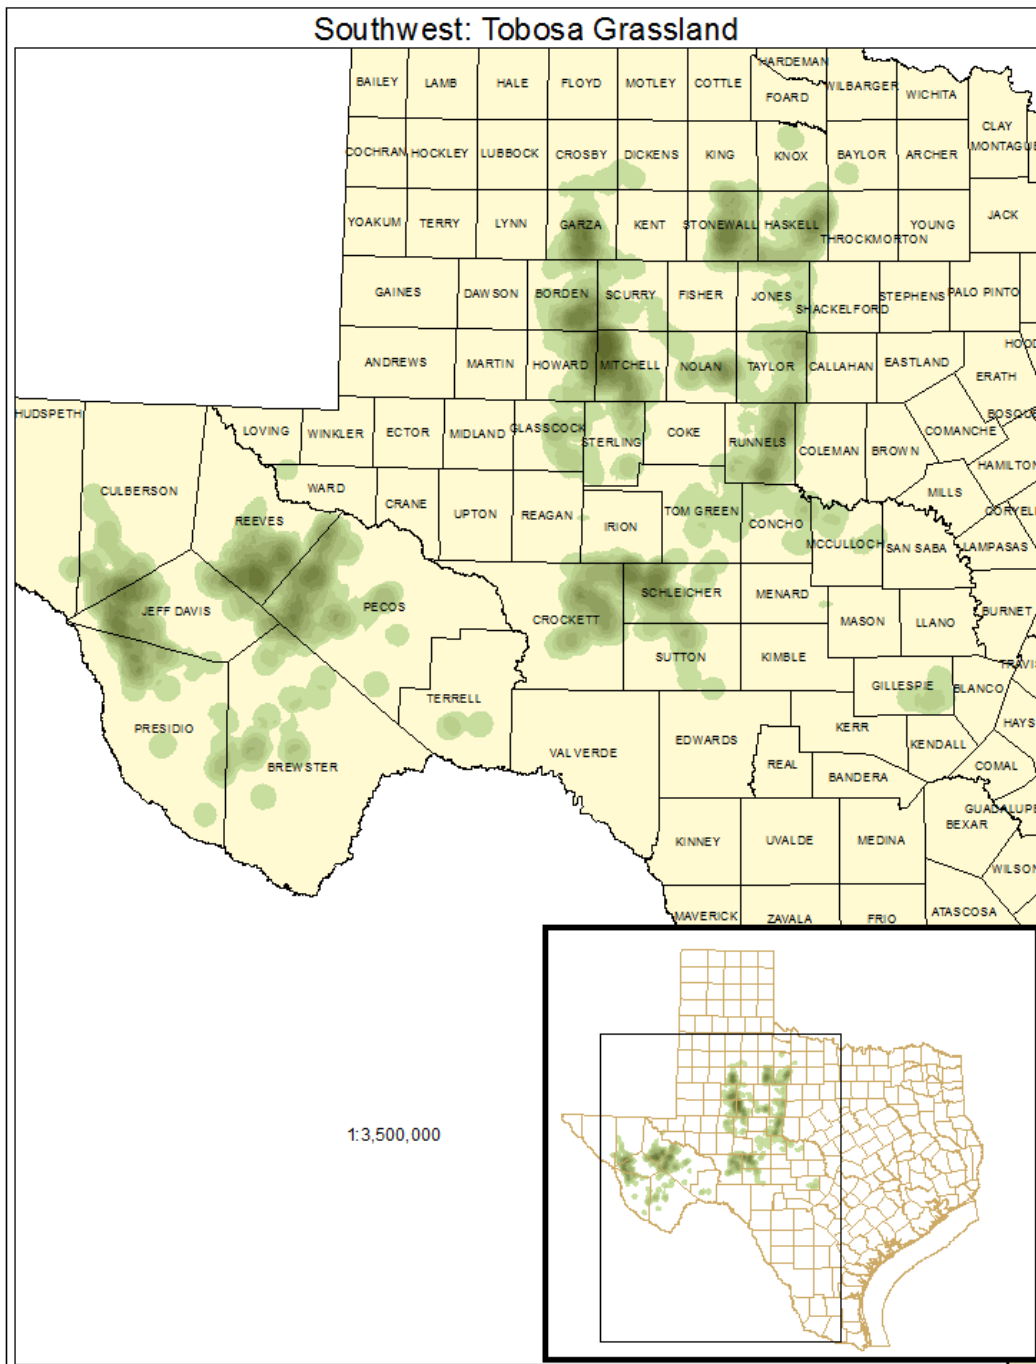 Southwest: Tobosa Grassland
HARDEMAN
BAILEY LAMB HALE FLOYD MOTLEY COTTLE WILBARGER WICHITA
FOARD
CLAY
COCHRAN HOCKLEY LUBBOCK CROSBY DICKENS KING KNOX BAYLOR ARCHER MONTAGUE
YOAKUM TERRY LYNN GARZA KENT STONEWALL HASKELL YOUNG JACK
THROCKMORTON
GAINES DAWSON BORDEN SCURRY FISHER JONES STEPHENS PALO PINTO
SHACKELFORD
HOOD
ANDREWS MARTIN HOWARD MITCHELL NOLAN TAYLOR CALLAHAN EASTLAND
ERATH
HUDSPETH BOSQUE
LOVING WINKLER ECTOR MIDLAND GLASSCOCK COKE COMANCHE
STERLING RUNNELS COLEMAN BROWN
HAMILTON
CULBERSON WARD MILLS
CRANE
REEVES UPTON REAGAN IRION TOM GREEN CONCHO CORYELL
MCCULLOCH SAN SABA LAMPASAS
JEFF DAVIS PECOS CROCKETT SCHLEICHER MENARD BURNET
MASON LLANO
SUTTON KIMBLE TRAVIS
TERRELL GILLESPIE BLANCO
PRESIDIO HAYS
BREWSTER VAL VERDE EDWARDS KERR KENDALL
REAL COMAL
BANDERA
GUADALUPE
BEXAR
KINNEY UVALDE MEDINA
WILSON
MAVERICK ZAVALA FRIO ATASCOSA
1:3,500,000